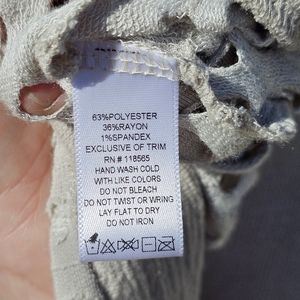 63%POLYESTER
36%RAYON
1%SPANDEX
EXCLUSIVE OF TRIM
RN # 118565
HAND WASH COLD
WITH LIKE COLORS
DO NOT BLEACH
DO NOT TWIST OR WRING
LAY FLAT TO DRY
DO NOT IRON